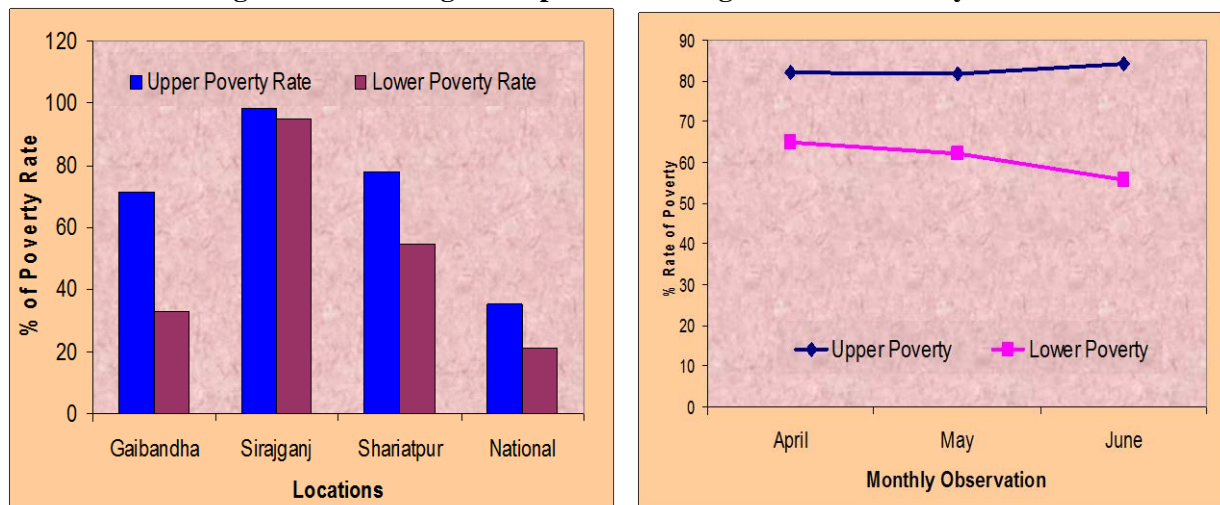 120
100
80
60
40
20
0
% of Poverty Rate
Upper Poverty Rate Lower Poverty Rate
Gaibandha Sirajganj Shariatpur National
Locations
90
80
70
60
50
40
30
20
10
0
% Rate of Poverty
Upper Poverty Lower Poverty
April May June
Monthly Observation